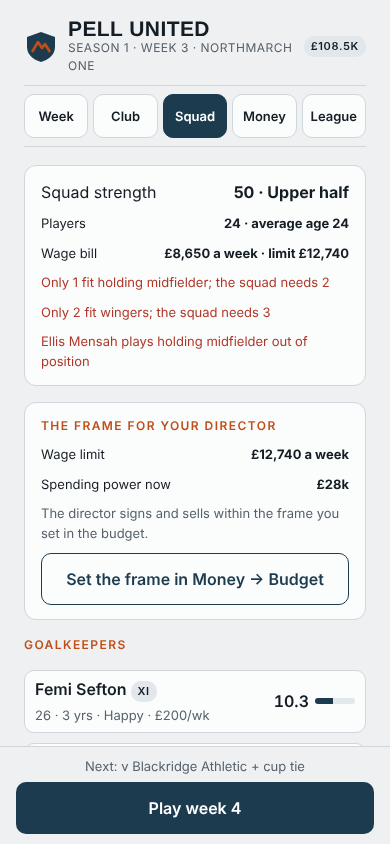 PELL UNITED
SEASON 1 · WEEK 3 · NORTHMARCH
ONE
£108.5K
Week
Club
Squad
Money
League
Squad strength
50 · Upper half
Players
24 · average age 24
Wage bill
£8,650 a week · limit £12,740
Only 1 fit holding midfielder; the squad needs 2
Only 2 fit wingers; the squad needs 3
Ellis Mensah plays holding midfielder out of
position
THE FRAME FOR YOUR DIRECTOR
Wage limit
£12,740 a week
Spending power now
£28k
The director signs and sells within the frame you
set in the budget.
Set the frame in Money → Budget
GOALKEEPERS
Femi Sefton XI
10.3
26 · 3 yrs · Happy · £200/wk
Next: v Blackridge Athletic + cup tie
Play week 4